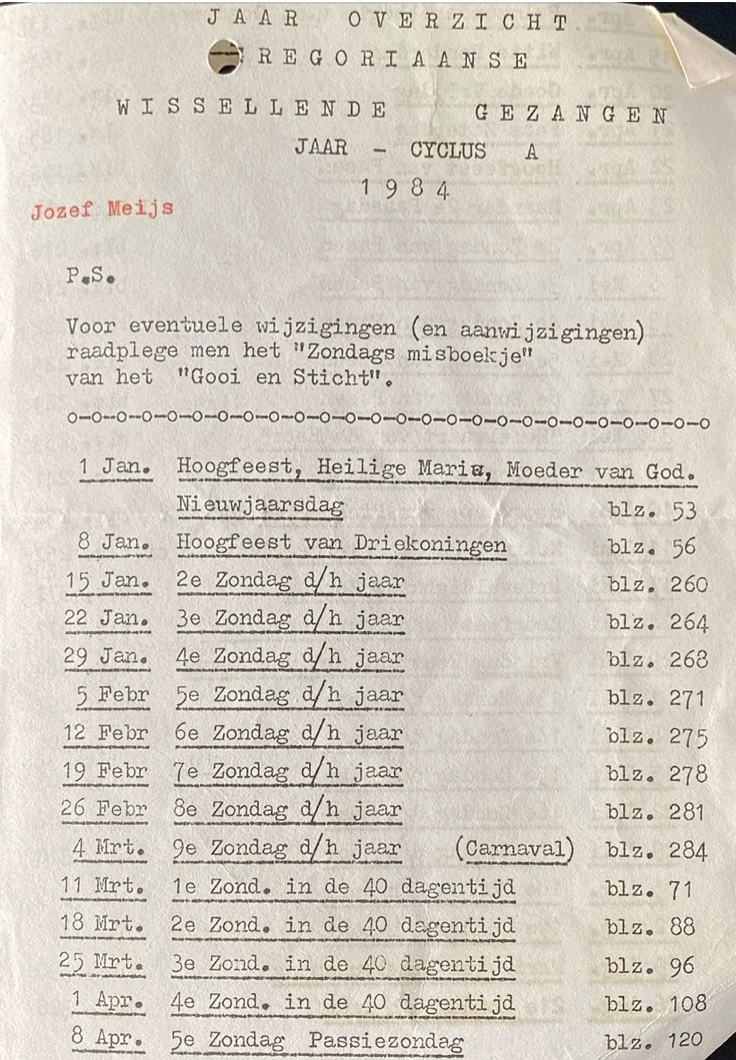 JAAR OVERZICHT
GREGORIAANSE
WISSELLENDE GEZANGEN
JAAR - CYCLUS A
1984
Jozef Meijs
P.S.
Voor eventuele wijzigingen (en aanwijzigingen)
raadplege men het "Zondags misboekje"
van het "Gooi en Sticht".
o-o-o-o-o-o-o-o-o-o-o-o-o-o-o-o-o-o-o-o-o-o-o-o-o-o
1 Jan. Hoogfeest, Heilige Maria, Moeder van God.
Nieuwjaarsdag blz. 53
8 Jan. Hoogfeest van Driekoningen blz. 56
15 Jan. 2e Zondag d/h jaar blz. 260
22 Jan. 3e Zondag d/h jaar blz. 264
29 Jan. 4e Zondag d/h jaar blz. 268
5 Febr 5e Zondag d/h jaar blz. 271
12 Febr 6e Zondag d/h jaar blz. 275
19 Febr 7e Zondag d/h jaar blz. 278
26 Febr 8e Zondag d/h jaar blz. 281
4 Mrt. 9e Zondag d/h jaar (Carnaval) blz. 284
11 Mrt. 1e Zond. in de 40 dagentijd blz. 71
18 Mrt. 2e Zond. in de 40 dagentijd blz. 88
25 Mrt. 3e Zond. in de 40 dagentijd blz. 96
1 Apr. 4e Zond. in de 40 dagentijd blz. 108
8 Apr. 5e Zondag Passiezondag blz. 120